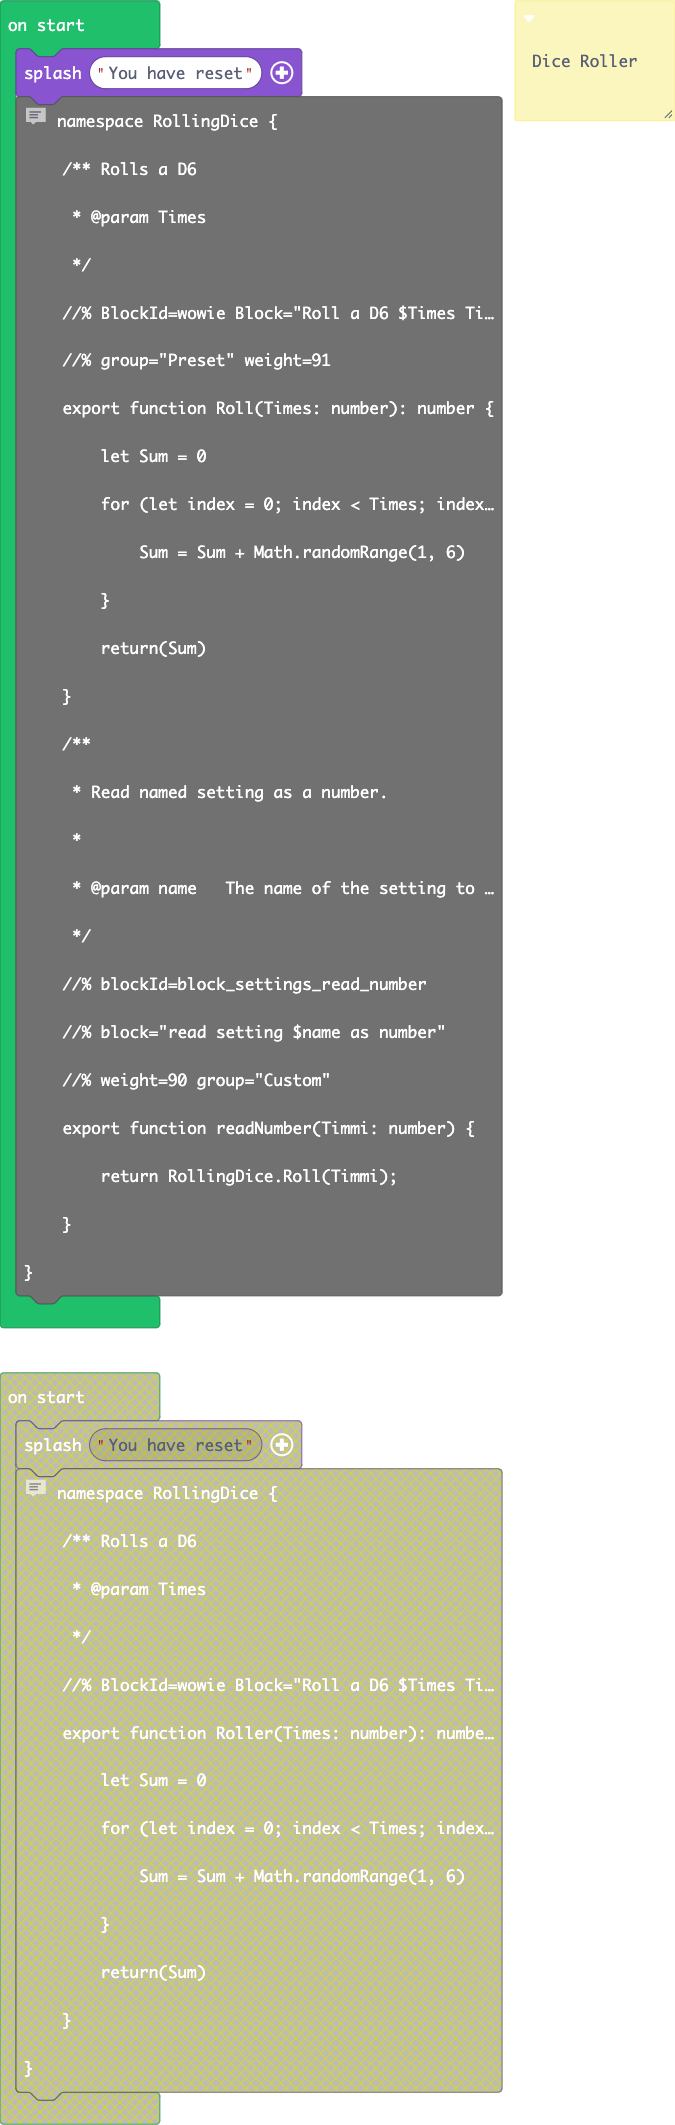 on start
splash "You have reset"
namespace RollingDice {
/** Rolls a D6
* @param Times
*/
//% BlockId=wowie Block="Roll a D6 $Times Ti…
//% group="Preset" weight=91
export function Roll(Times: number): number {
let Sum = 0
for (let index = 0; index < Times; index…
Sum = Sum + Math.randomRange(1, 6)
}
return(Sum)
}
/**
* Read named setting as a number.
*
* @param name   The name of the setting to …
*/
//% blockId=block_settings_read_number
//% block="read setting $name as number"
//% weight=90 group="Custom"
export function readNumber(Timmi: number) {
return RollingDice.Roll(Timmi);
}
}
Dice Roller
on start
splash "You have reset"
namespace RollingDice {
/** Rolls a D6
* @param Times
*/
//% BlockId=wowie Block="Roll a D6 $Times Ti…
export function Roller(Times: number): numbe…
let Sum = 0
for (let index = 0; index < Times; index…
Sum = Sum + Math.randomRange(1, 6)
}
return(Sum)
}
}